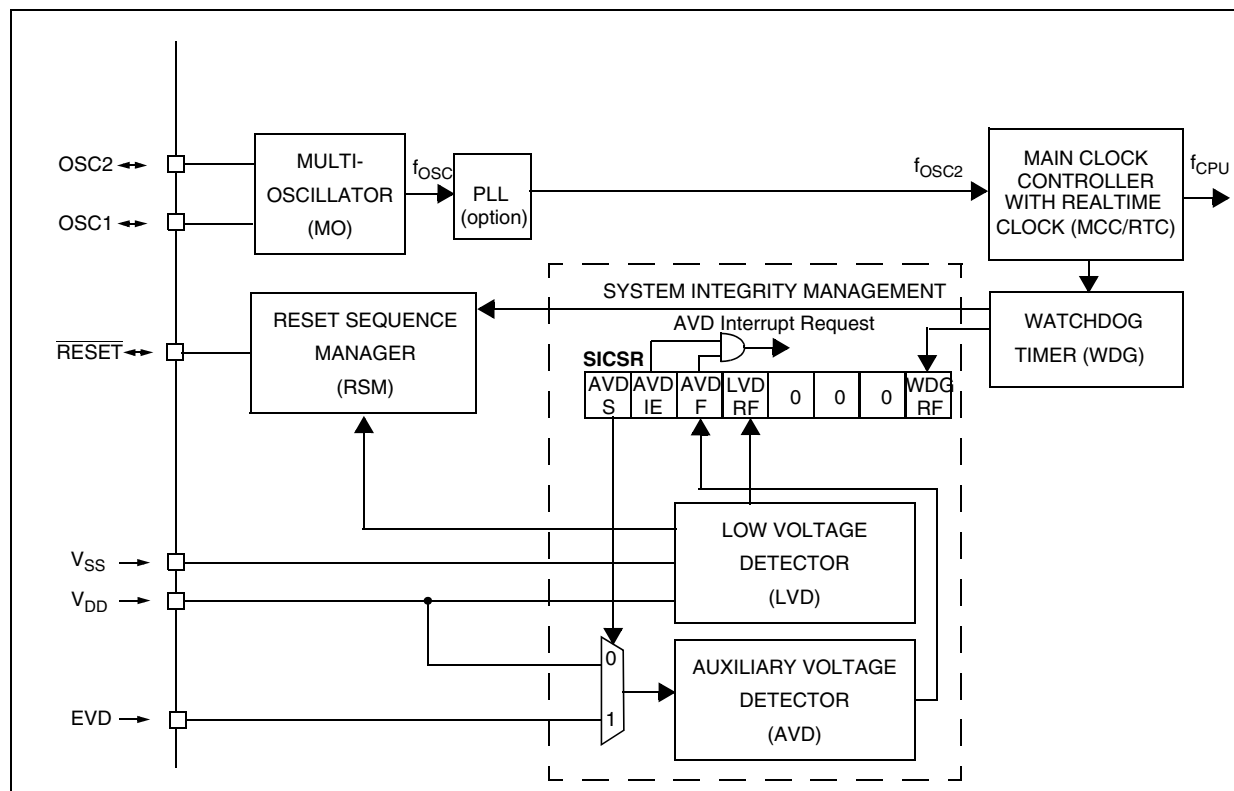 OSC2
OSC1
MULTI-
OSCILLATOR
(MO)
fOSC
PLL
(option)
fOSC2
MAIN CLOCK
CONTROLLER
WITH REALTIME
CLOCK (MCC/RTC)
fCPU
SYSTEM INTEGRITY MANAGEMENT
RESET
RESET SEQUENCE
MANAGER
(RSM)
AVD Interrupt Request
WATCHDOG
TIMER (WDG)
SICSR
AVD AVD AVD LVD 0 0 0 WDG
S IE F RF RF
LOW VOLTAGE
DETECTOR
(LVD)
VSS
VDD
0
1
AUXILIARY VOLTAGE
DETECTOR
(AVD)
EVD